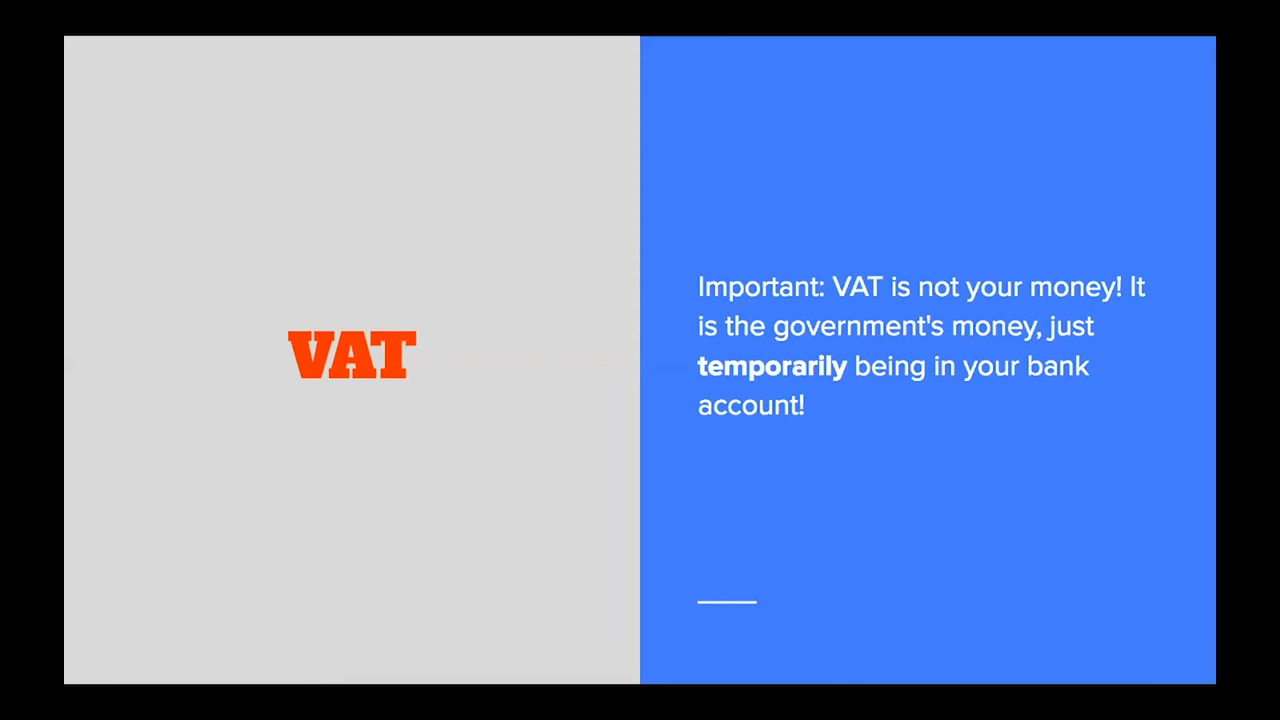 VAT
Important: VAT is not your money! It
is the government's money, just
temporarily being in your bank
account!